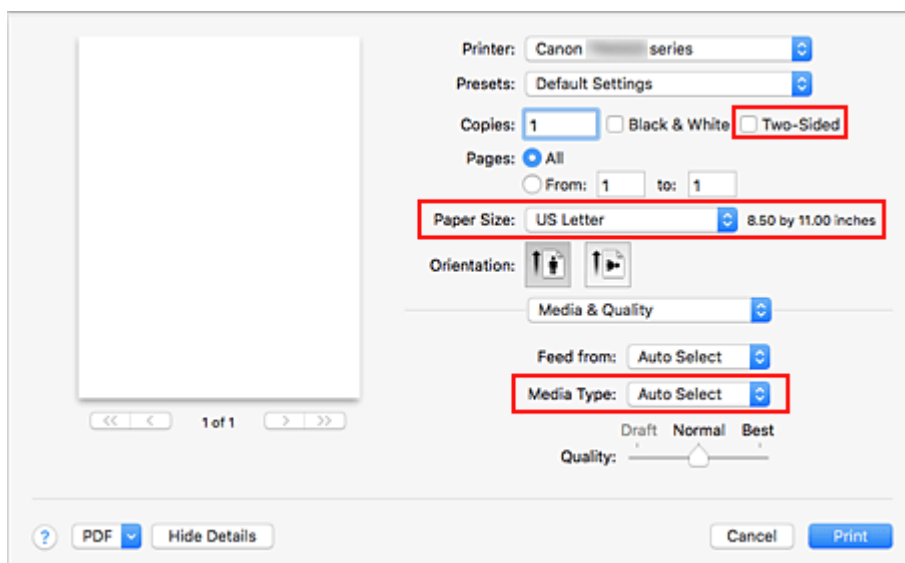 Printer: Canon series
Presets: Default Settings
Copies: 1 Black & White Two-Sided
Pages: All
From: 1 to: 1
Paper Size: US Letter 8.50 by 11.00 inches
Orientation:
Media & Quality
Feed from: Auto Select
Media Type: Auto Select
<< < 1 of 1 > >>
Draft Normal Best
Quality:
? PDF Hide Details Cancel Print